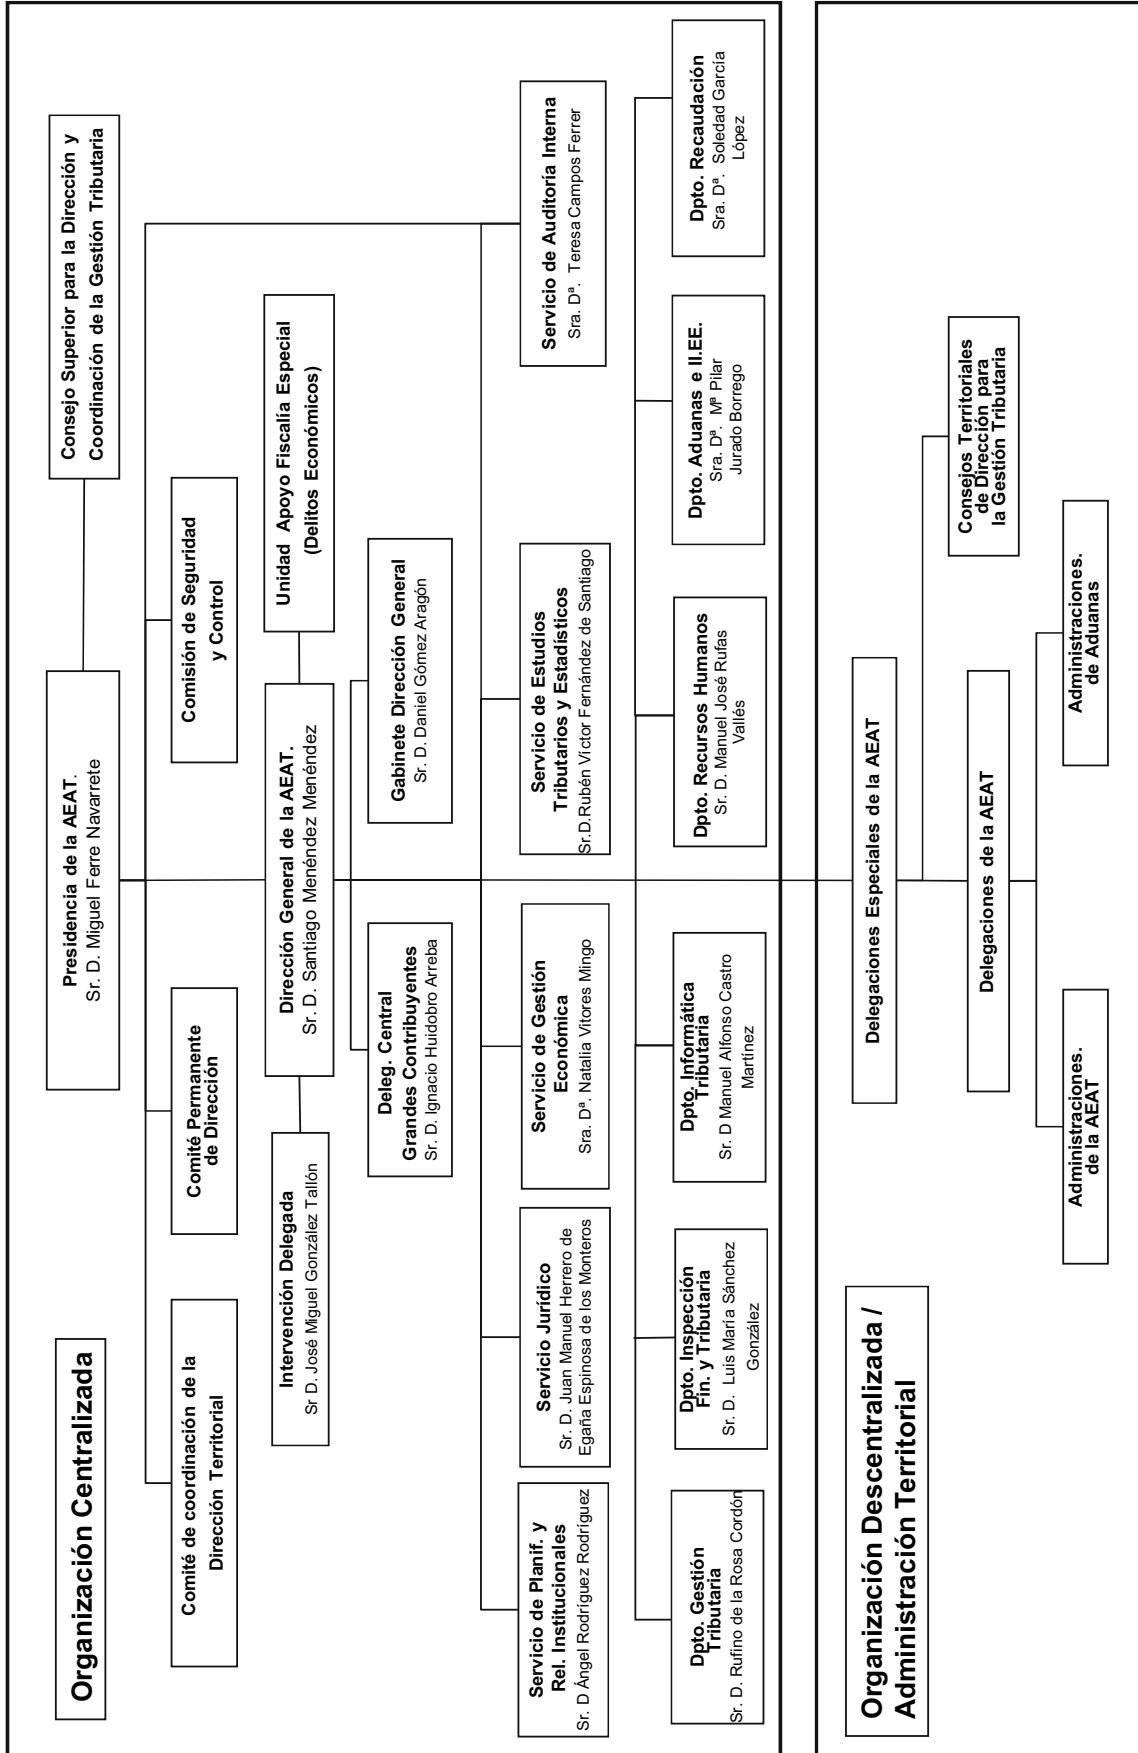 Organización Centralizada
Presidencia de la AEAT.
Sr. D. Miguel Ferre Navarrete
Consejo Superior para la Dirección y
Coordinación de la Gestión Tributaria
Comité de coordinación de la
Dirección Territorial
Comité Permanente
de Dirección
Comisión de Seguridad
y Control
Intervención Delegada
Sr D. José Miguel González Tallón
Dirección General de la AEAT.
Sr. D. Santiago Menéndez Menéndez
Unidad Apoyo Fiscalía Especial
(Delitos Económicos)
Deleg. Central
Grandes Contribuyentes
Sr. D. Ignacio Huidobro Arreba
Gabinete Dirección General
Sr. D. Daniel Gómez Aragón
Servicio de Planif. y
Rel. Institucionales
Sr. D Ángel Rodríguez Rodríguez
Servicio Jurídico
Sr. D. Juan Manuel Herrero de
Egaña Espinosa de los Monteros
Servicio de Gestión
Económica
Sra. Dª. Natalia Vitores Mingo
Servicio de Estudios
Tributarios y Estadísticos
Sr.D.Rubén Víctor Fernández de Santiago
Servicio de Auditoría Interna
Sra. Dª. Teresa Campos Ferrer
Dpto. Gestión
Tributaria
Sr. D. Rufino de la Rosa Cordón
Dpto. Inspección
Fin. y Tributaria
Sr. D. Luis María Sánchez
González
Dpto. Informática
Tributaria
Sr. D Manuel Alfonso Castro
Martínez
Dpto. Recursos Humanos
Sr. D. Manuel José Rufas
Vallés
Dpto. Aduanas e II.EE.
Sra. Dª. Mª Pilar
Jurado Borrego
Dpto. Recaudación
Sra. Dª. Soledad García
López
Organización Descentralizada /
Administración Territorial
Delegaciones Especiales de la AEAT
Consejos Territoriales
de Dirección para
la Gestión Tributaria
Delegaciones de la AEAT
Administraciones.
de la AEAT
Administraciones.
de Aduanas